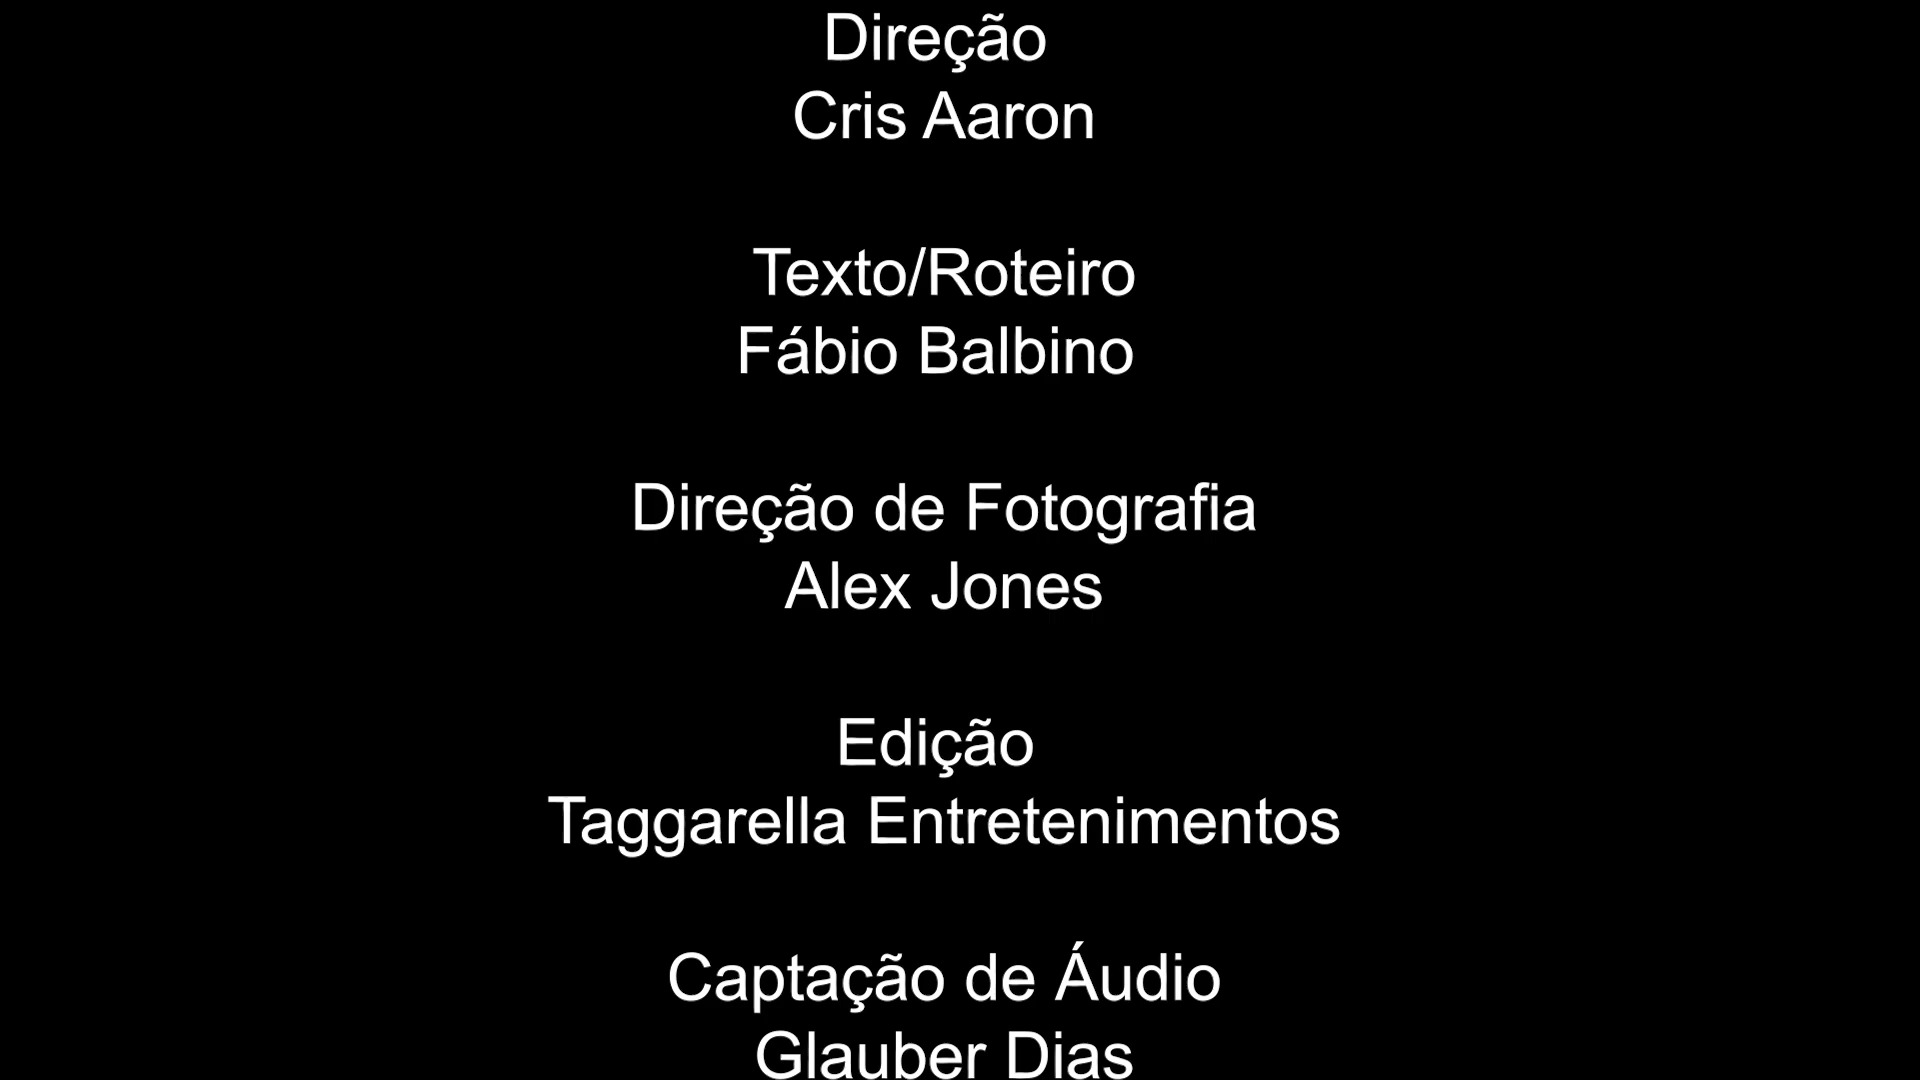 Direção
Cris Aaron
Texto/Roteiro
Fábio Balbino
Direção de Fotografia
Alex Jones
Edição
Taggarella Entretenimentos
Captação de Áudio
Glauber Dias